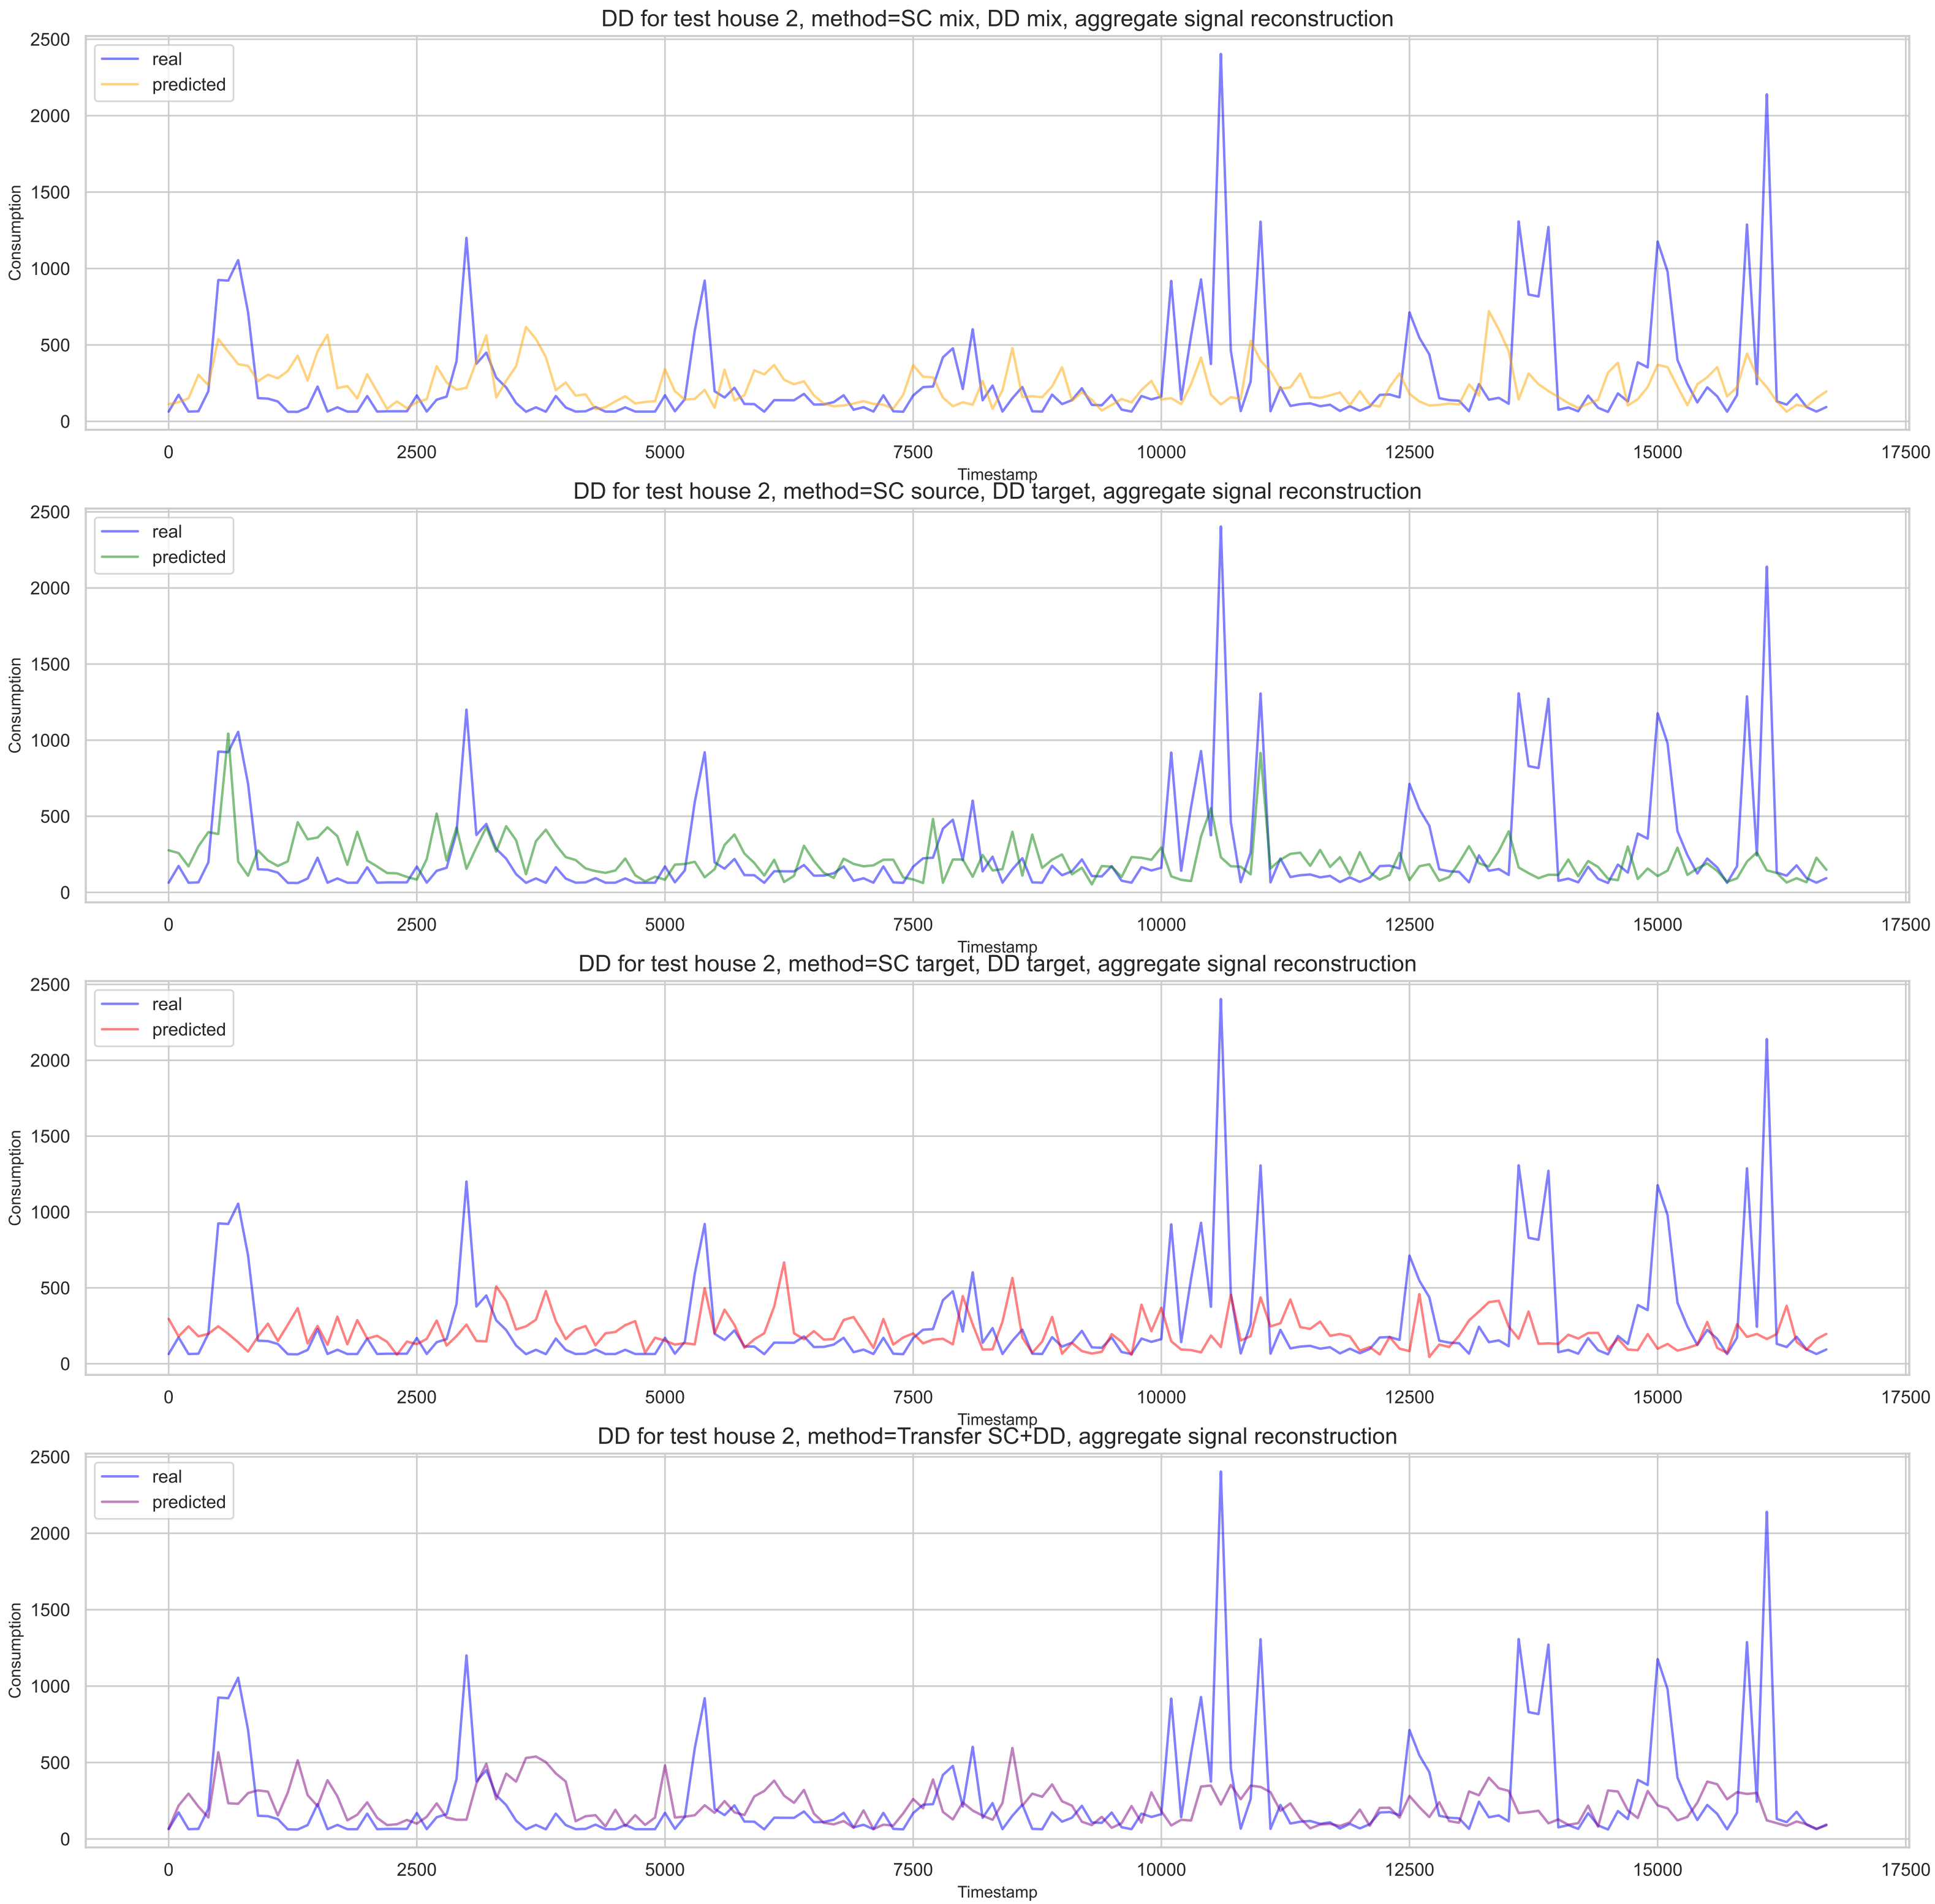 DD for test house 2, method=SC mix, DD mix, aggregate signal reconstruction
2500
2000
1500
1000
500
0
Consumption
real
predicted
0 2500 5000 7500 10000 12500 15000 17500
Timestamp
DD for test house 2, method=SC source, DD target, aggregate signal reconstruction
2500
2000
1500
1000
500
0
Consumption
real
predicted
0 2500 5000 7500 10000 12500 15000 17500
Timestamp
DD for test house 2, method=SC target, DD target, aggregate signal reconstruction
2500
2000
1500
1000
500
0
Consumption
real
predicted
0 2500 5000 7500 10000 12500 15000 17500
Timestamp
DD for test house 2, method=Transfer SC+DD, aggregate signal reconstruction
2500
2000
1500
1000
500
0
Consumption
real
predicted
0 2500 5000 7500 10000 12500 15000 17500
Timestamp